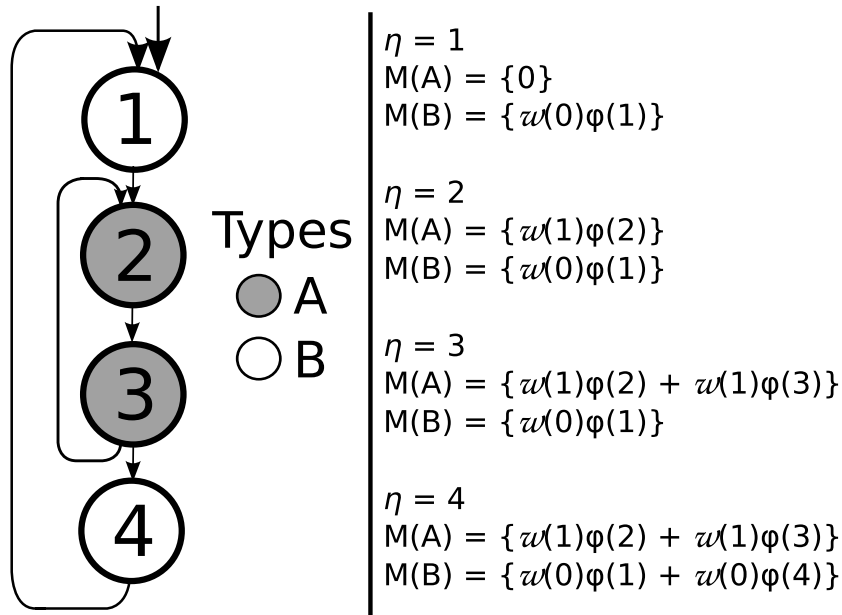 1
2
3
4
Types
A
B
η = 1
M(A) = {0}
M(B) = {𝓌(0)φ(1)}
η = 2
M(A) = {𝓌(1)φ(2)}
M(B) = {𝓌(0)φ(1)}
η = 3
M(A) = {𝓌(1)φ(2) + 𝓌(1)φ(3)}
M(B) = {𝓌(0)φ(1)}
η = 4
M(A) = {𝓌(1)φ(2) + 𝓌(1)φ(3)}
M(B) = {𝓌(0)φ(1) + 𝓌(0)φ(4)}